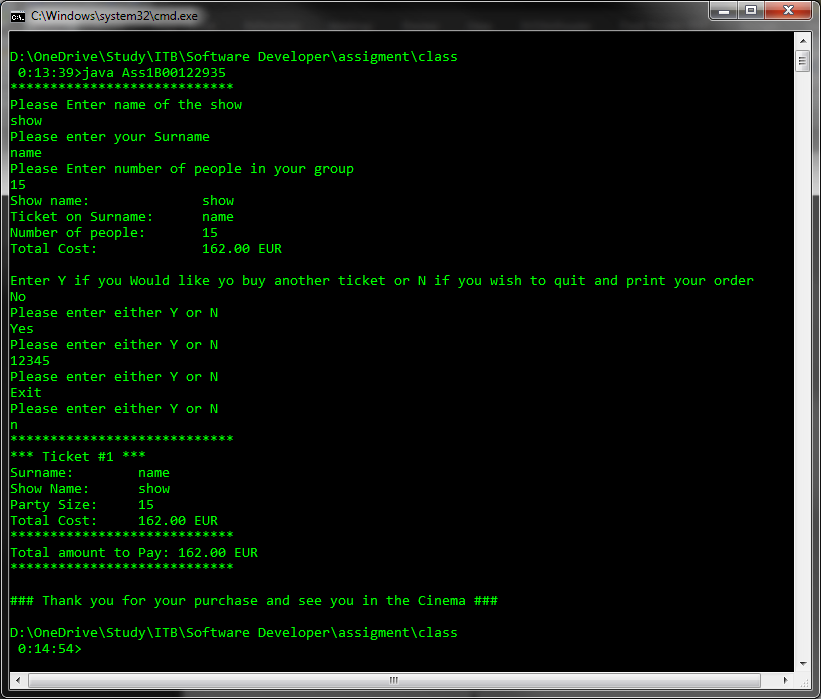 C:\Windows\system32\cmd.exe
D:\OneDrive\Study\ITB\Software Developer\assigment\class
0:13:39>java Ass1B00122935
****************************
Please Enter name of the show
show
Please enter your Surname
name
Please Enter number of people in your group
15
Show name: show
Ticket on Surname: name
Number of people: 15
Total Cost: 162.00 EUR
Enter Y if you Would like yo buy another ticket or N if you wish to quit and print your order
No
Please enter either Y or N
Yes
Please enter either Y or N
12345
Please enter either Y or N
Exit
Please enter either Y or N
n
****************************
*** Ticket #1 ***
Surname: name
Show Name: show
Party Size: 15
Total Cost: 162.00 EUR
****************************
Total amount to Pay: 162.00 EUR
****************************
### Thank you for your purchase and see you in the Cinema ###
D:\OneDrive\Study\ITB\Software Developer\assigment\class
0:14:54>